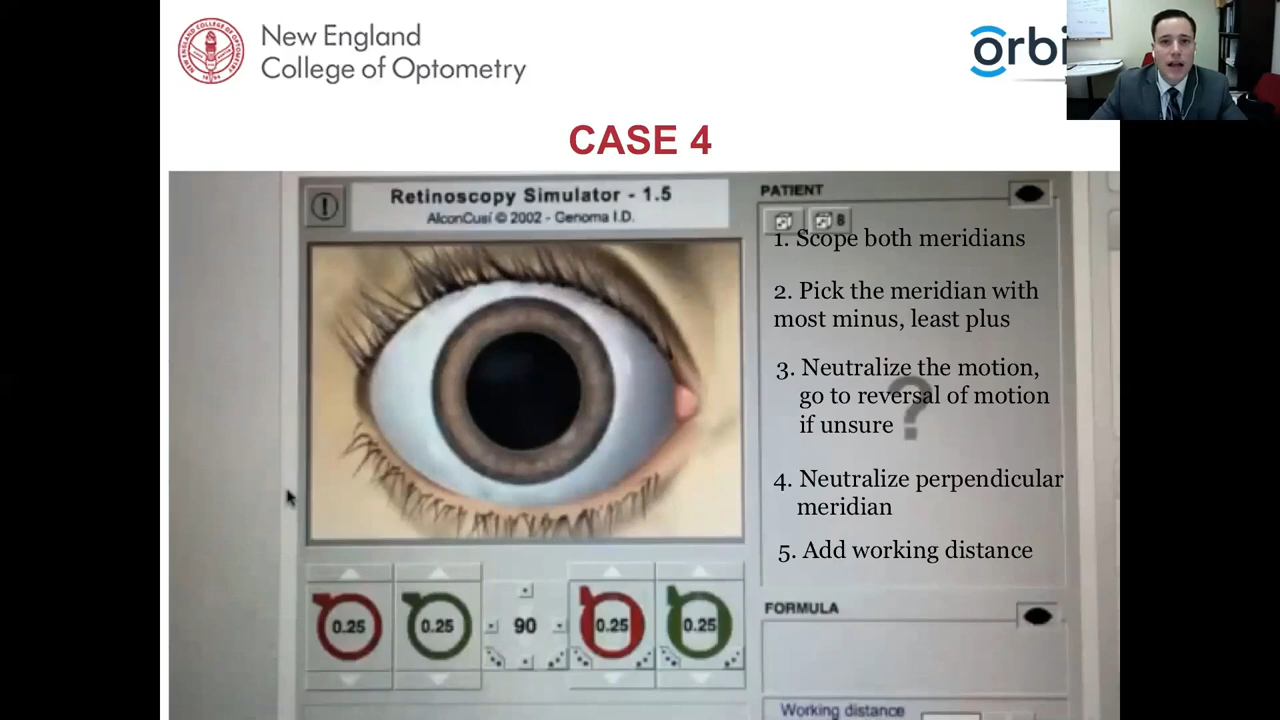 New England
College of Optometry
orbi
CASE 4
Retinoscopy Simulator - 1.5
AlconCusí © 2002 - Genoma I.D.
PATIENT
B
1. Scope both meridians
2. Pick the meridian with
most minus, least plus
3. Neutralize the motion,
go to reversal of motion
if unsure
?
4. Neutralize perpendicular
meridian
5. Add working distance
0.25
0.25
90
0.25
0.25
FORMULA
Working distance